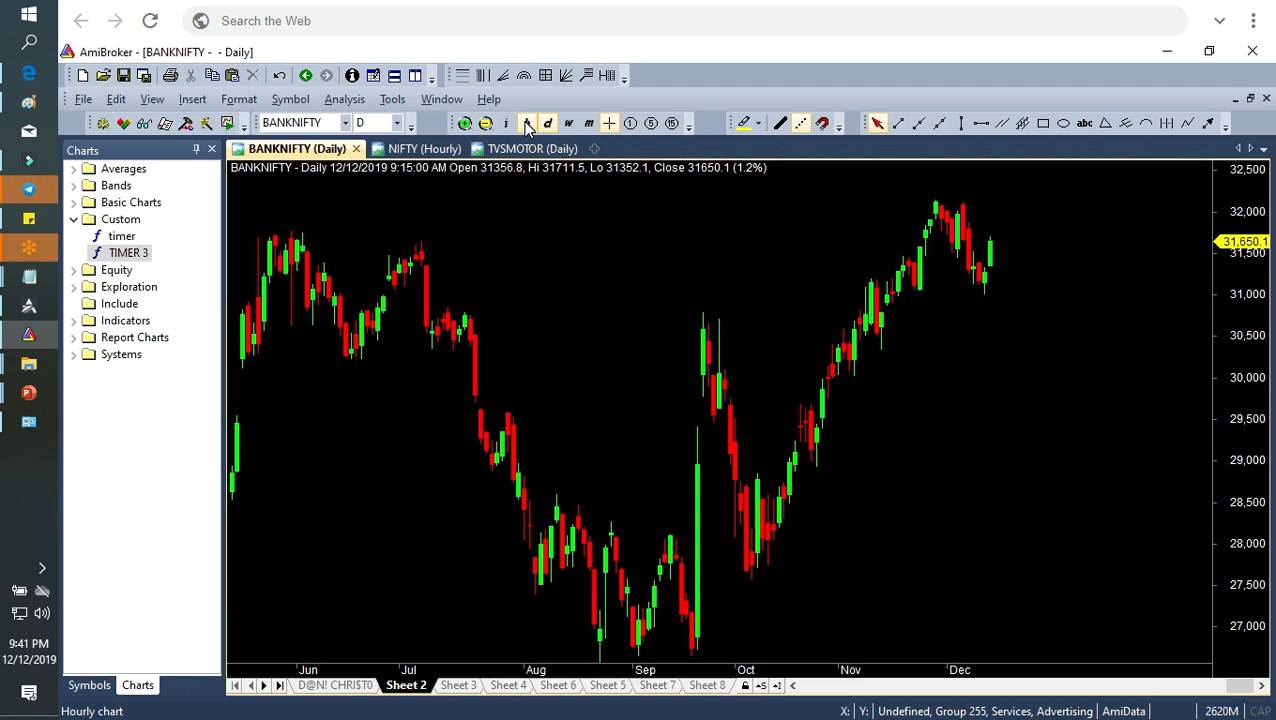 Search the Web
AmiBroker - [BANKNIFTY - - Daily]
File Edit View Insert Format Symbol Analysis Tools Window Help
BANKNIFTY D
i d w m 1 5 15
abc
Charts
BANKNIFTY (Daily) NIFTY (Hourly) TVSMOTOR (Daily)
BANKNIFTY - Daily 12/12/2019 9:15:00 AM Open 31356.8, Hi 31711.5, Lo 31352.1, Close 31650.1 (1.2%)
Averages
Bands
Basic Charts
Custom
timer
TIMER 3
Equity
Exploration
Include
Indicators
Report Charts
Systems
32,500
32,000
31,650.1
31,500
31,000
30,500
30,000
29,500
29,000
28,500
28,000
27,500
27,000
Jun Jul Aug Sep Oct Nov Dec
Symbols Charts
D@N! CHRI$T0 Sheet 2 Sheet 3 Sheet 4 Sheet 5 Sheet 6 Sheet 7 Sheet 8
Hourly chart
X: Y: Undefined, Group 255, Services, Advertising AmiData 2620M CAP
9:41 PM
12/12/2019